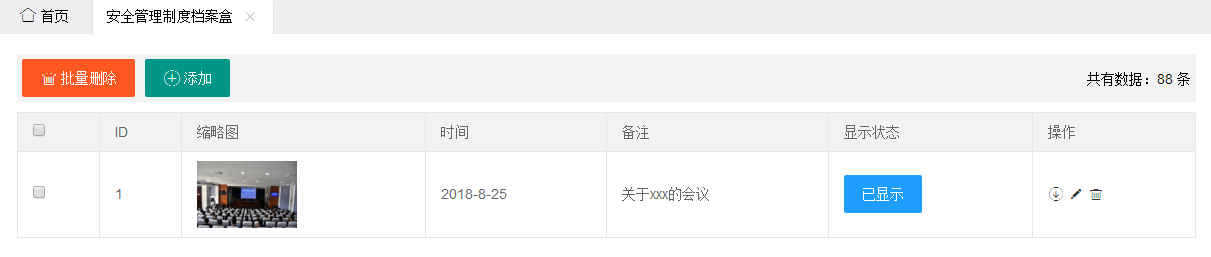 首页 安全管理制度档案盒
批量删除 添加 共有数据：88 条
ID 缩略图 时间 备注 显示状态 操作
1 2018-8-25 关于xxx的会议 已显示